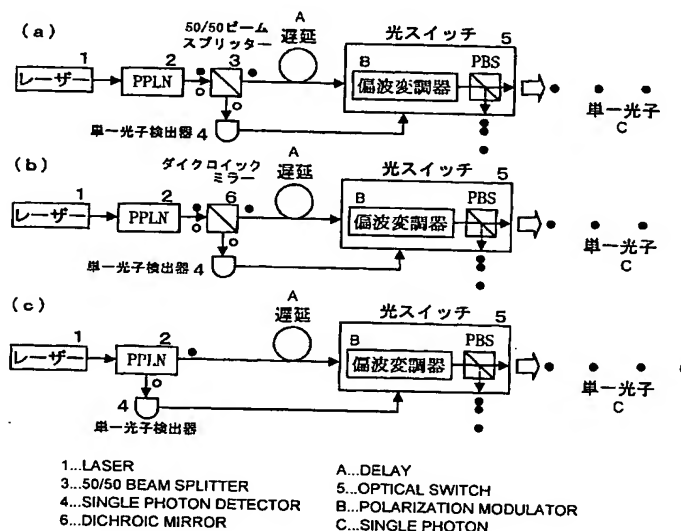 (a)
50/50ビーム
スプリッター
A
遅延
光スイッチ
5
1
2
3
B
PBS
レーザー
PPLN
偏波変調器
単一光子検出器 4
単一光子
C
(b)
ダイクロイック
ミラー
A
遅延
光スイッチ
5
1
2
6
B
PBS
レーザー
PPLN
偏波変調器
単一光子検出器 4
単一光子
C
(c)
A
遅延
光スイッチ
5
1
2
B
PBS
レーザー
PPLN
偏波変調器
4
単一光子検出器
単一光子
C
1...LASER
3...50/50 BEAM SPLITTER
4...SINGLE PHOTON DETECTOR
6...DICHROIC MIRROR
A...DELAY
5...OPTICAL SWITCH
B...POLARIZATION MODULATOR
C...SINGLE PHOTON